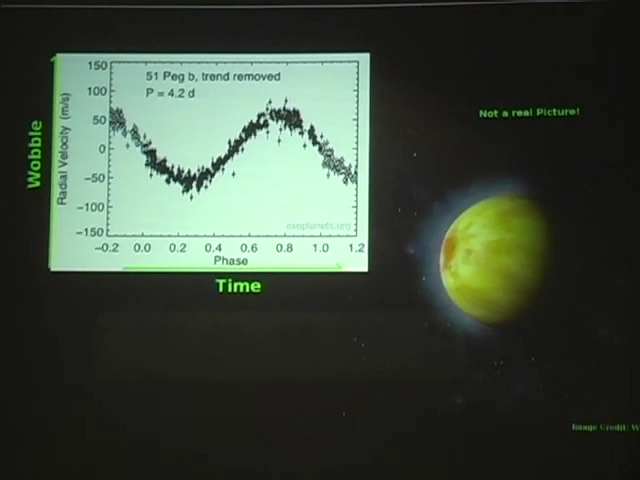 150
100
50
0
−50
−100
−150
Wobble
Radial Velocity (m/s)
51 Peg b, trend removed
P = 4.2 d
exoplanets.org
−0.2 0.0 0.2 0.4 0.6 0.8 1.0 1.2
Phase
Time
Not a real Picture!
Image Credit: